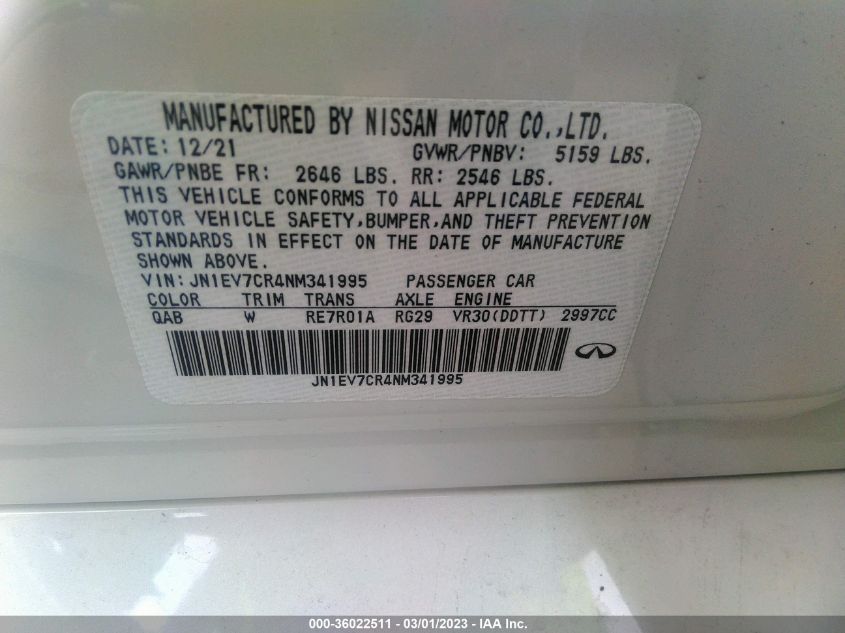 MANUFACTURED BY NISSAN MOTOR CO.,LTD.
DATE: 12/21 GVWR/PNBV: 5159 LBS.
GAWR/PNBE FR: 2646 LBS. RR: 2546 LBS.
THIS VEHICLE CONFORMS TO ALL APPLICABLE FEDERAL
MOTOR VEHICLE SAFETY,BUMPER,AND THEFT PREVENTION
STANDARDS IN EFFECT ON THE DATE OF MANUFACTURE
SHOWN ABOVE.
VIN: JN1EV7CR4NM341995 PASSENGER CAR
COLOR TRIM TRANS AXLE ENGINE
QAB W RE7R01A RG29 VR30(DDTT) 2997CC
JN1EV7CR4NM341995
000-36022511 - 03/01/2023 - IAA Inc.